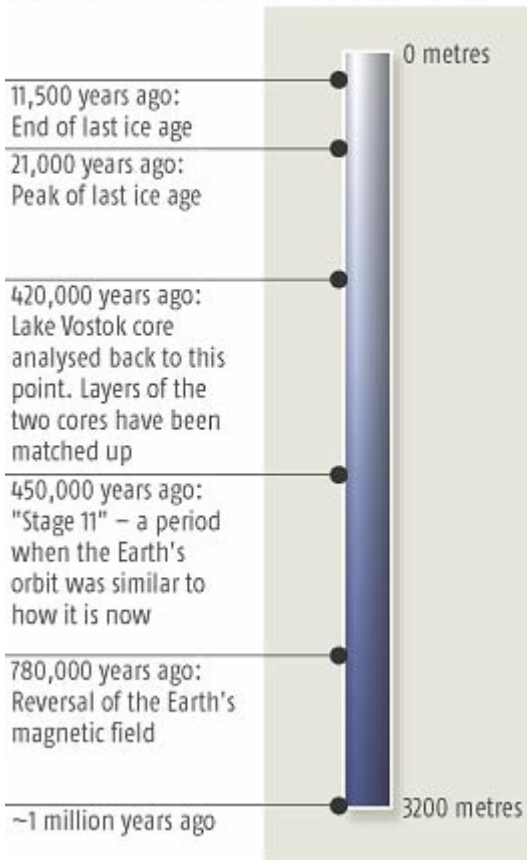 0 metres
11,500 years ago:
End of last ice age
21,000 years ago:
Peak of last ice age
420,000 years ago:
Lake Vostok core
analysed back to this
point. Layers of the
two cores have been
matched up
450,000 years ago:
"Stage 11" – a period
when the Earth's
orbit was similar to
how it is now
780,000 years ago:
Reversal of the Earth's
magnetic field
~1 million years ago
3200 metres